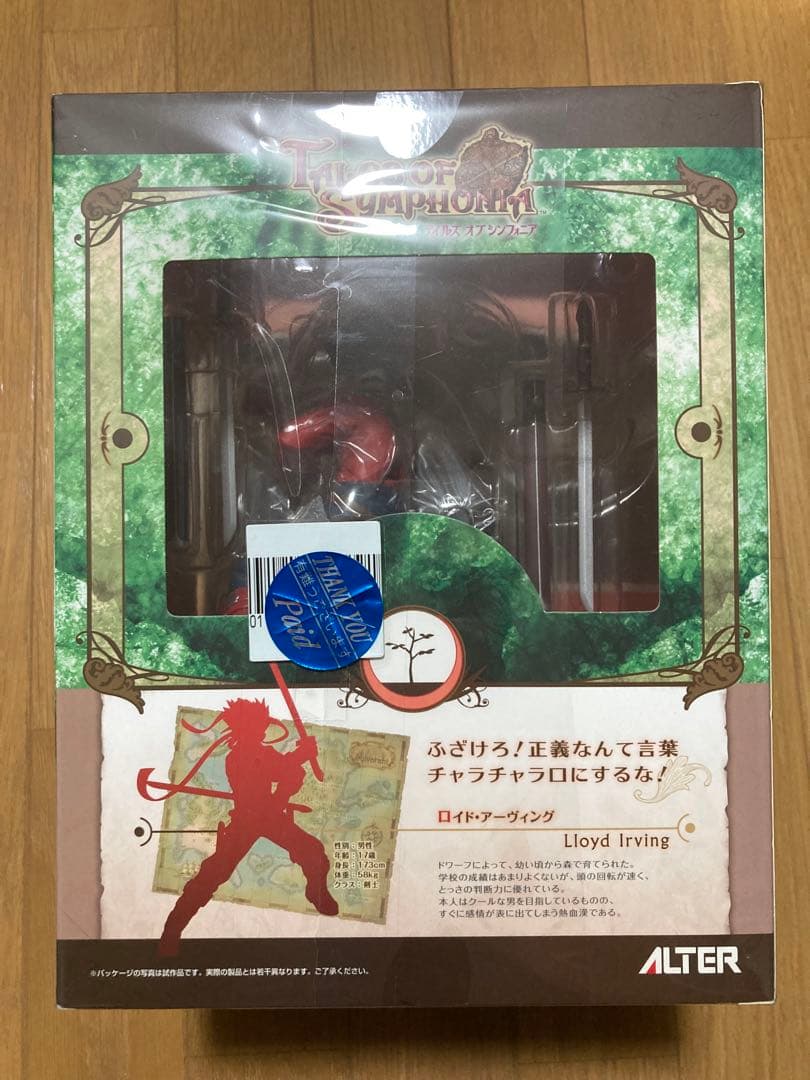 TALES OF
SYMPHONIA
テイルズ オブ シンフォニア
THANK YOU
有難うございます
Paid
01
ふざけろ!正義なんて言葉
チャラチャラ口にするな!
ロイド・アーヴィング
Lloyd Irving
性別:男性
年齢:17歳
身長:173cm
体重:58kg
クラス:剣士
ドワーフによって、幼い頃から森で育てられた。
学校の成績はあまりよくないが、頭の回転が速く、
とっさの判断力に優れている。
本人はクールな男を目指しているものの、
すぐに感情が表に出てしまう熱血漢である。
※パッケージの写真は試作品です。実際の製品とは若干異なります。ご了承ください。
ALTER